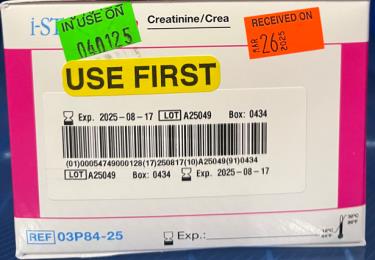 i-ST
IN USE ON
040125
Creatinine/Crea
RECEIVED ON
MAR 26 2025
USE FIRST
Exp. 2025-08-17 LOT A25049 Box: 0434
(01)00054749000128(17)250817(10)A25049(91)0434
LOT A25049 Box: 0434 Exp. 2025-08-17
REF 03P84-25
Exp.:
30°C
86°F